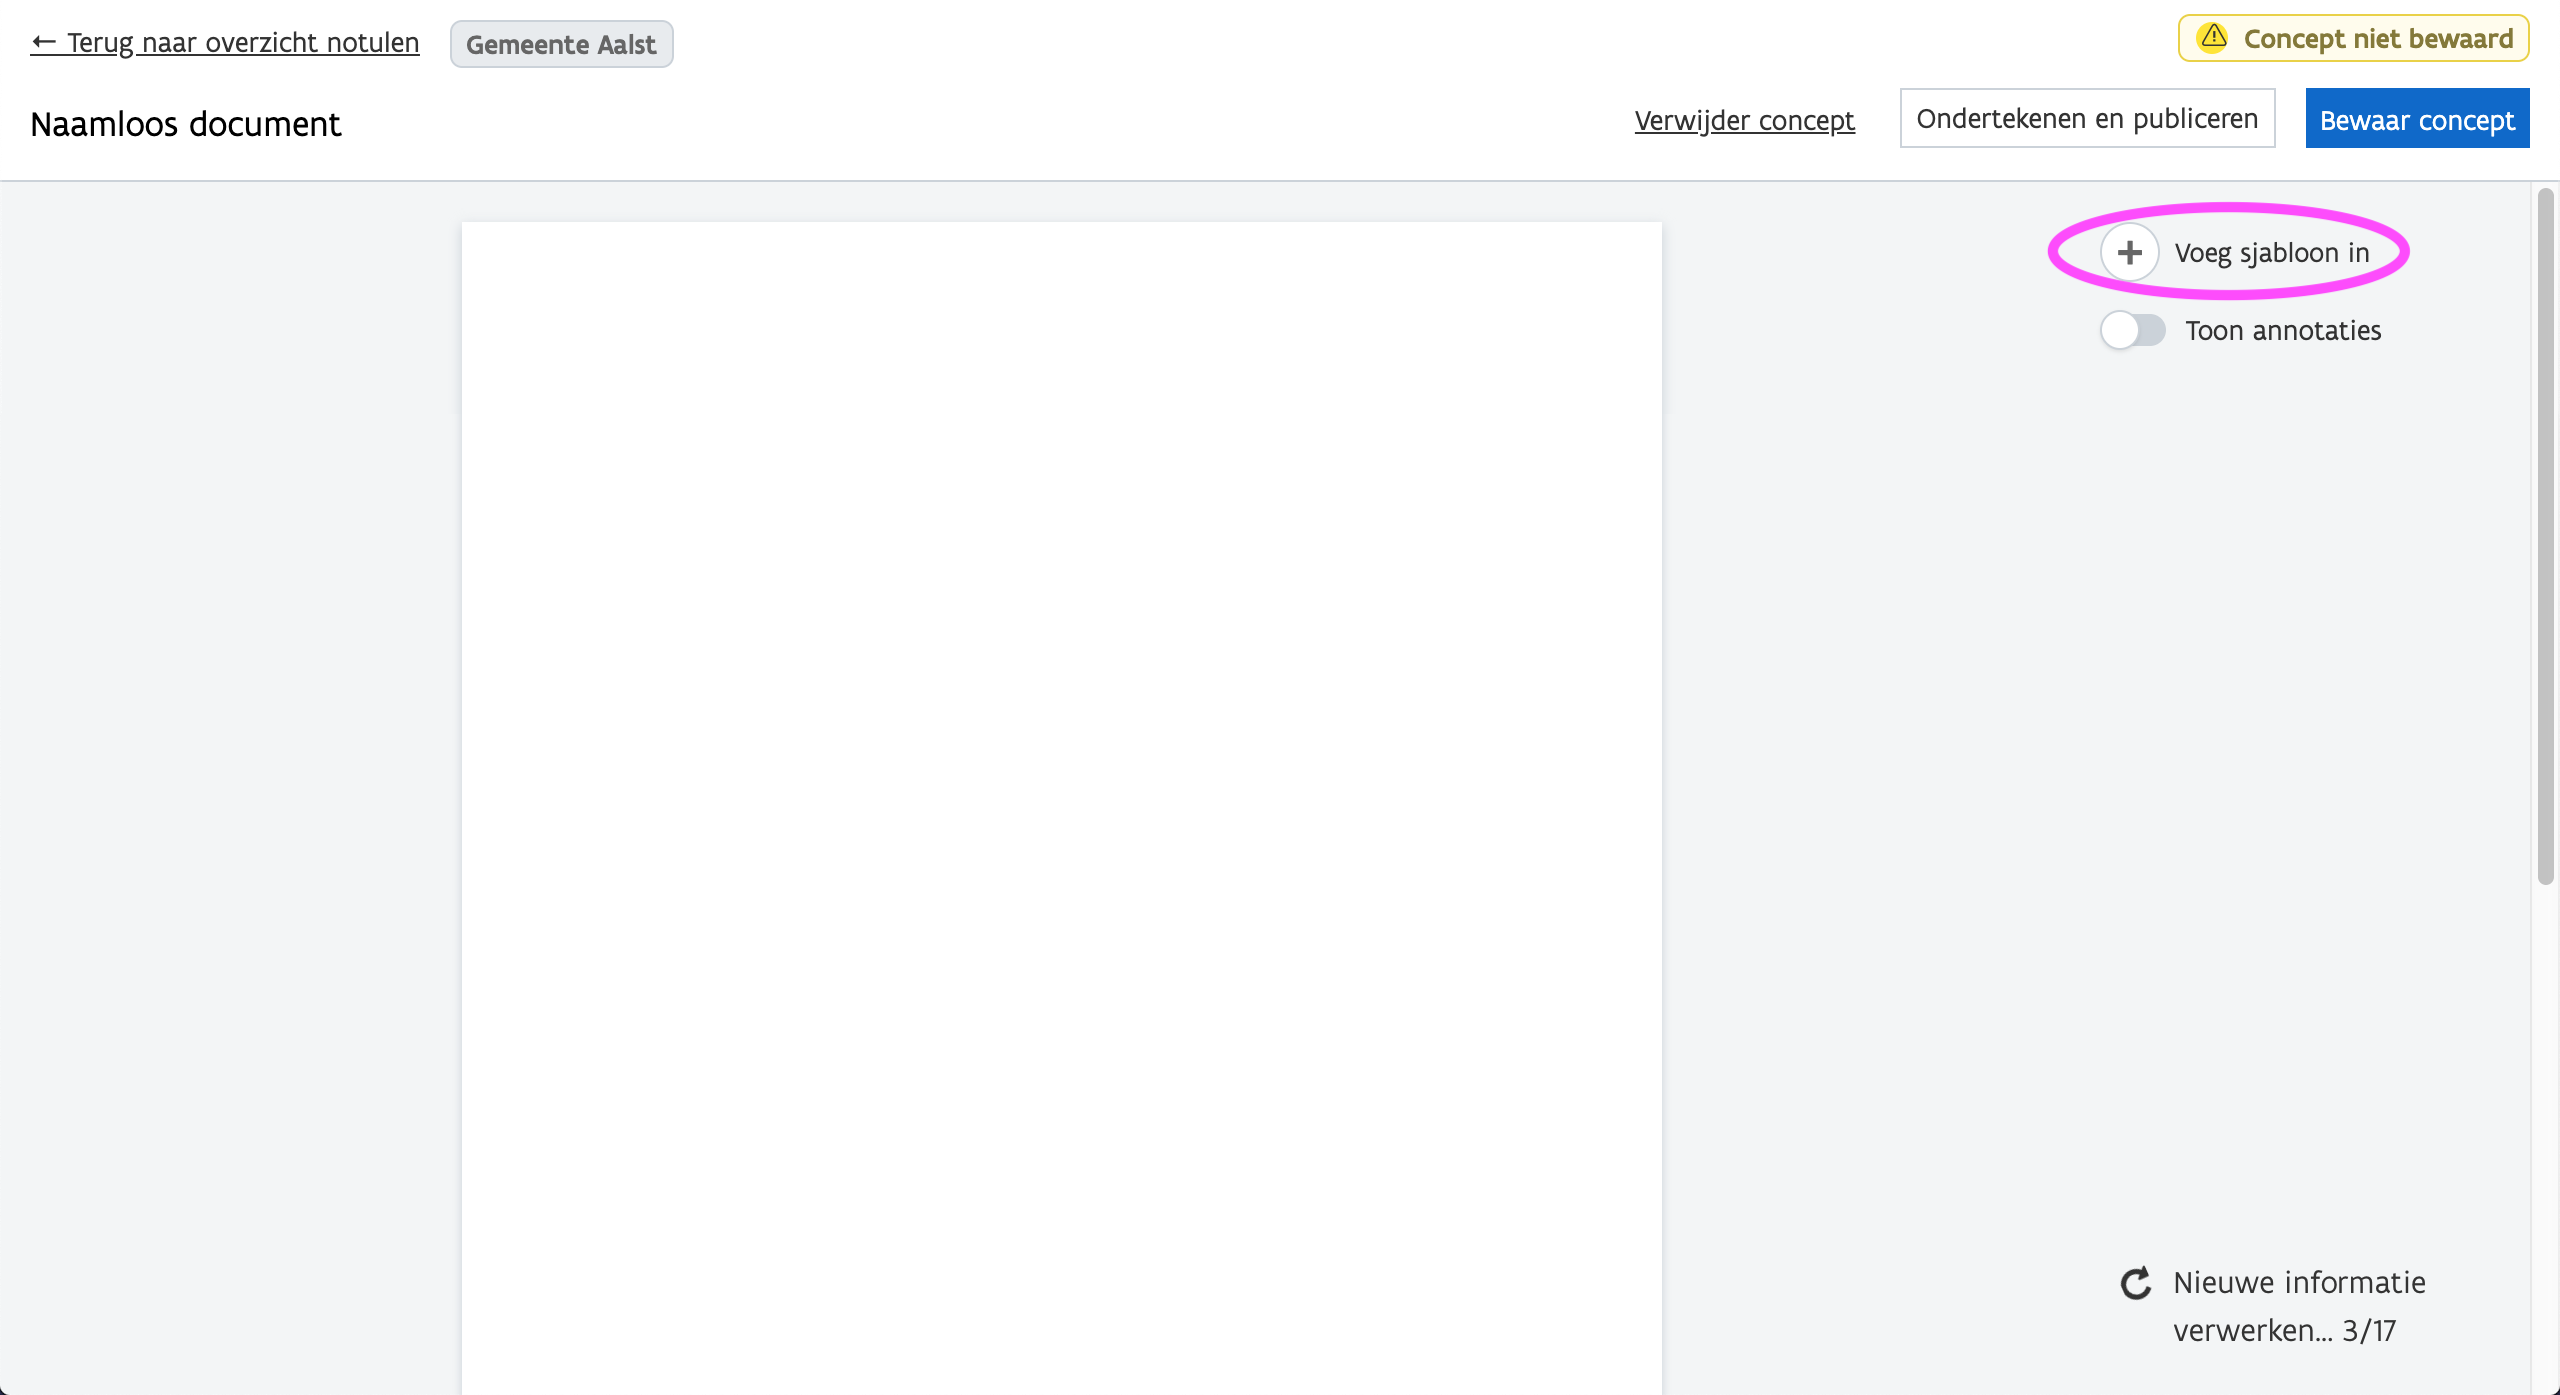 ← Terug naar overzicht notulen
Gemeente Aalst
Concept niet bewaard
Naamloos document
Verwijder concept
Ondertekenen en publiceren
Bewaar concept
Voeg sjabloon in
Toon annotaties
Nieuwe informatie
verwerken... 3/17